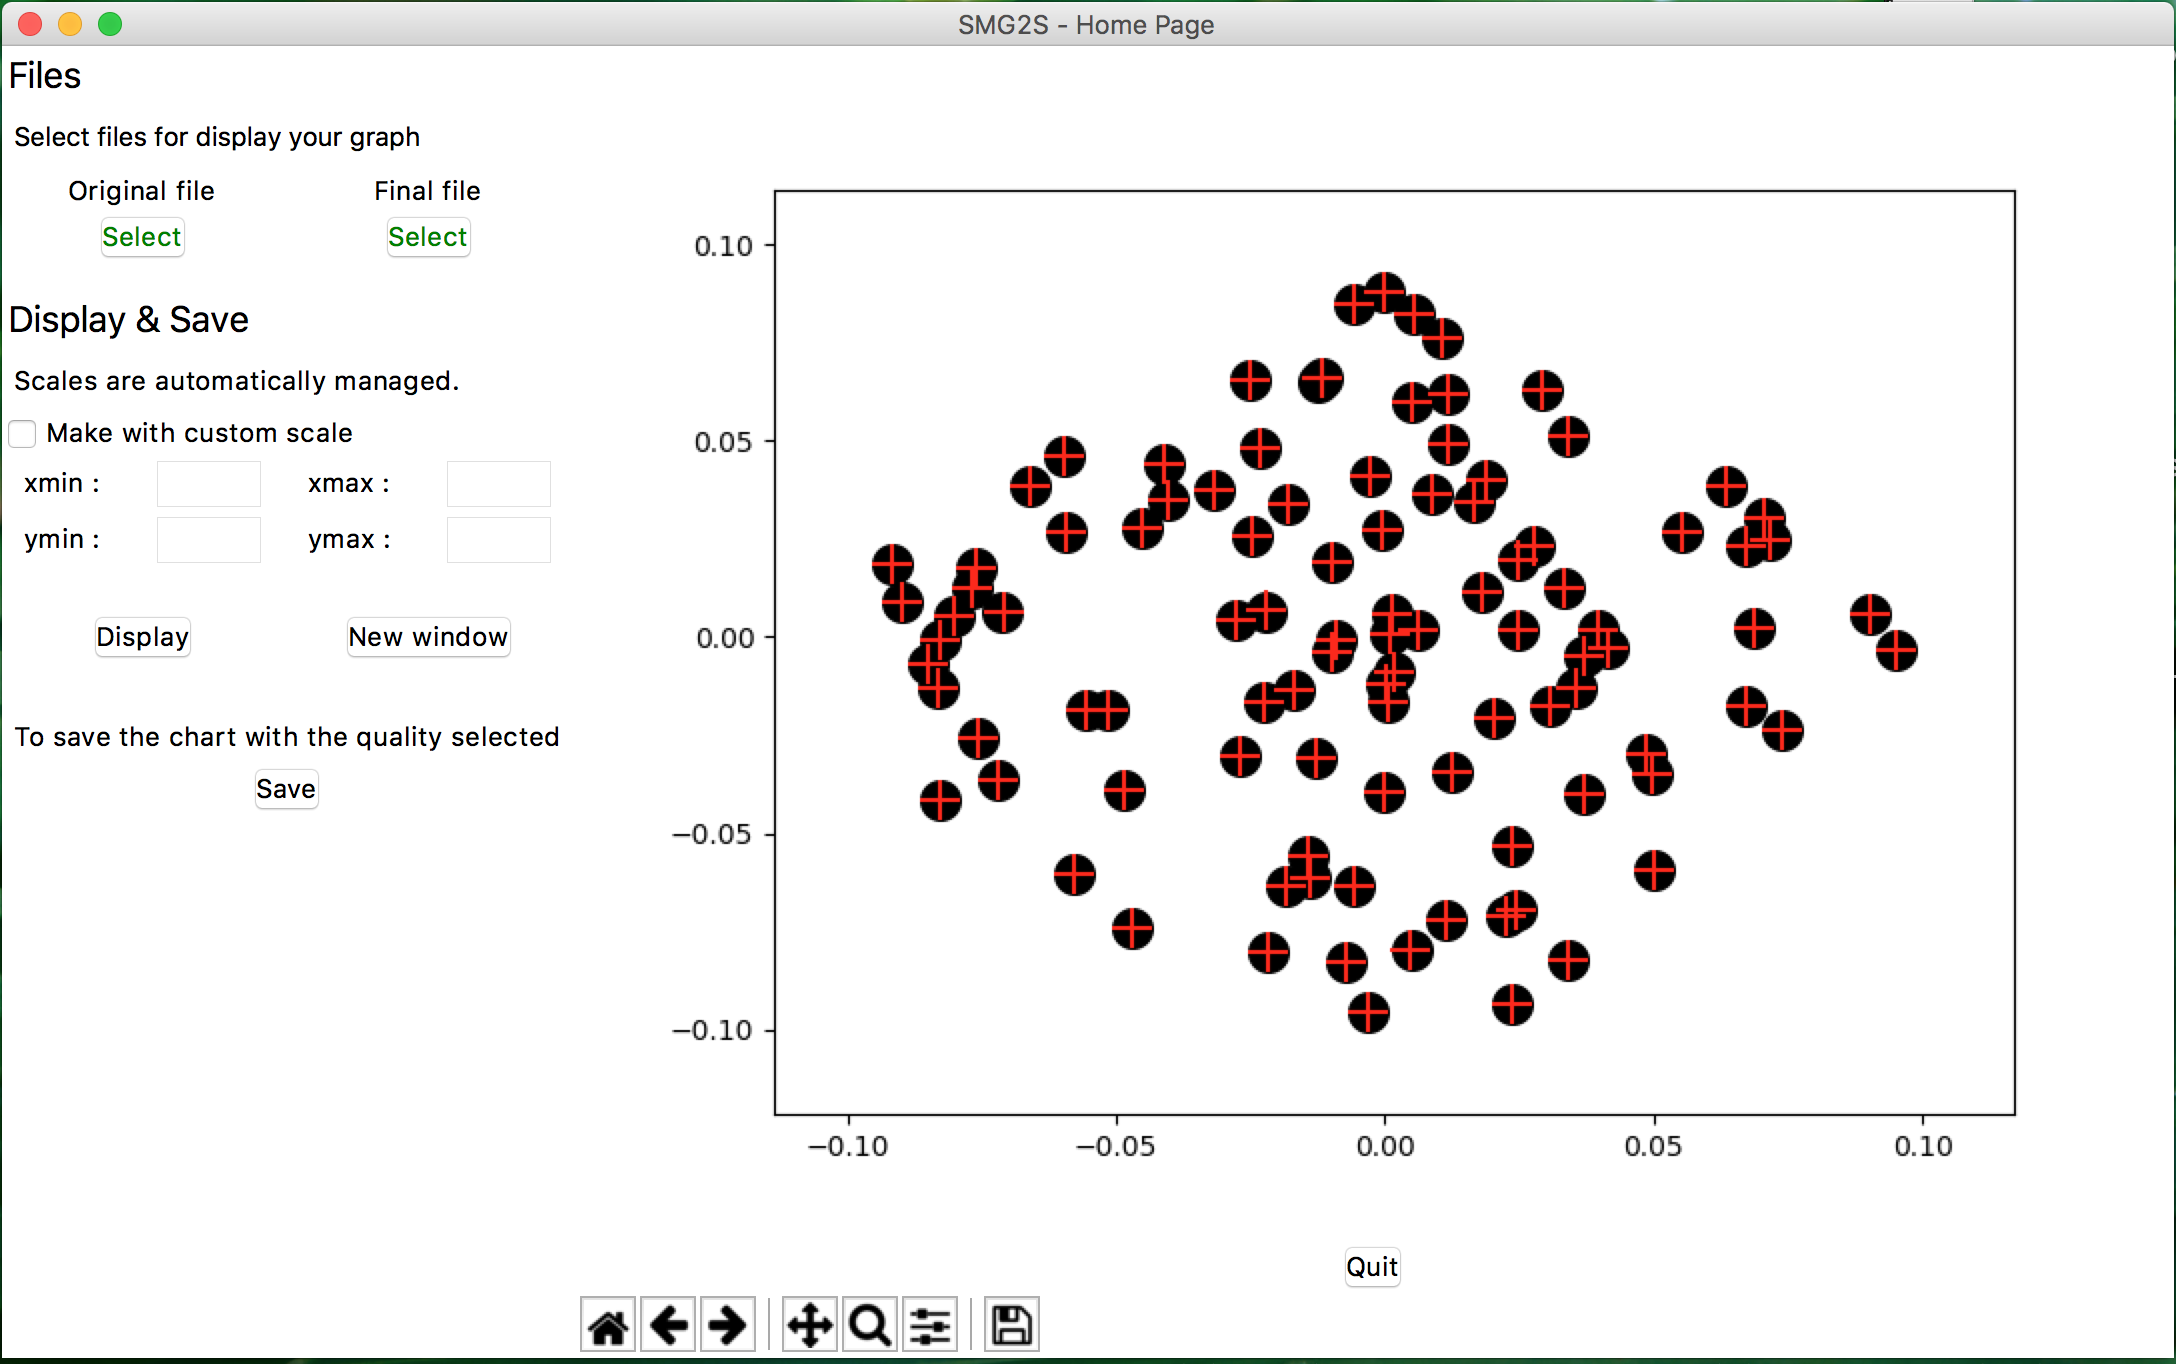 SMG2S - Home Page
Files
Select files for display your graph
Original file
Final file
Select
Select
Display & Save
Scales are automatically managed.
Make with custom scale
xmin :
xmax :
ymin :
ymax :
Display
New window
To save the chart with the quality selected
Save
0.10
0.05
0.00
−0.05
−0.10
−0.10
−0.05
0.00
0.05
0.10
Quit